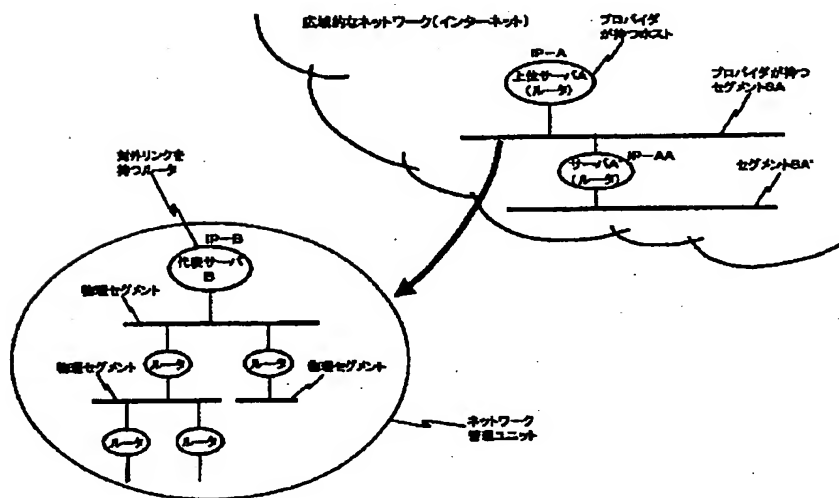 広域的なネットワーク(インターネット)
プロバイダ
が持つホスト
IP-A
上位サーバA
(ルータ)
プロバイダが持つ
セグメントSA
対外リンクを
持つルータ
サーバA
(ルータ)
IP-AA
セグメントSA'
IP-B
代表サーバ
B
物理セグメント
ルータ
ルータ
物理セグメント
物理セグメント
ルータ
ルータ
ネットワーク
管理ユニット